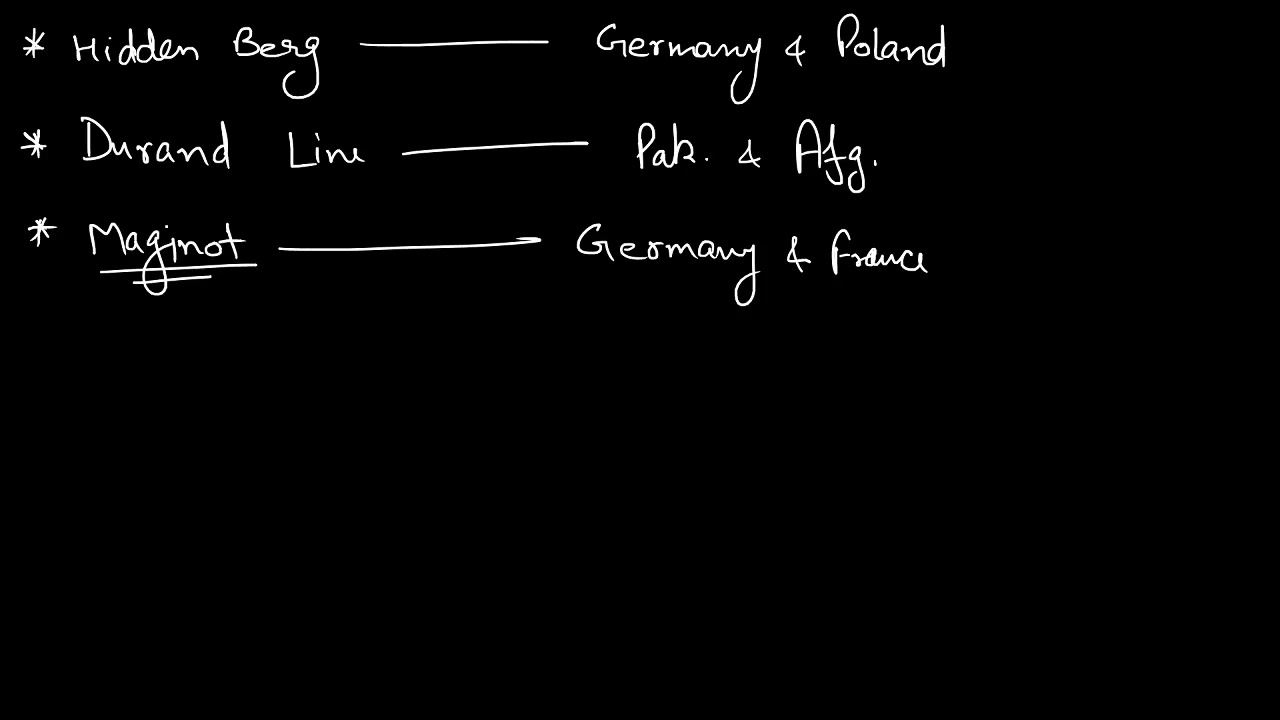 * Hidden Berg —— Germany & Poland
* Durand Line —— Pak. & Afg.
* Maginot —— Germany & France